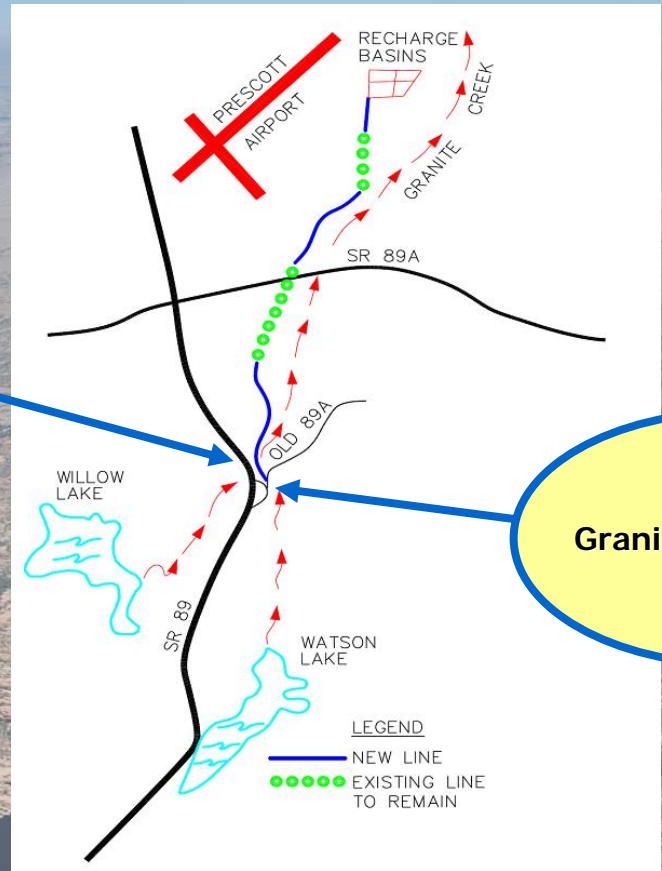 PRESCOTT
AIRPORT
RECHARGE
BASINS
GRANITE CREEK
SR 89A
OLD 89A
WILLOW
LAKE
SR 89
WATSON
LAKE
LEGEND
NEW LINE
EXISTING LINE
TO REMAIN
Grani